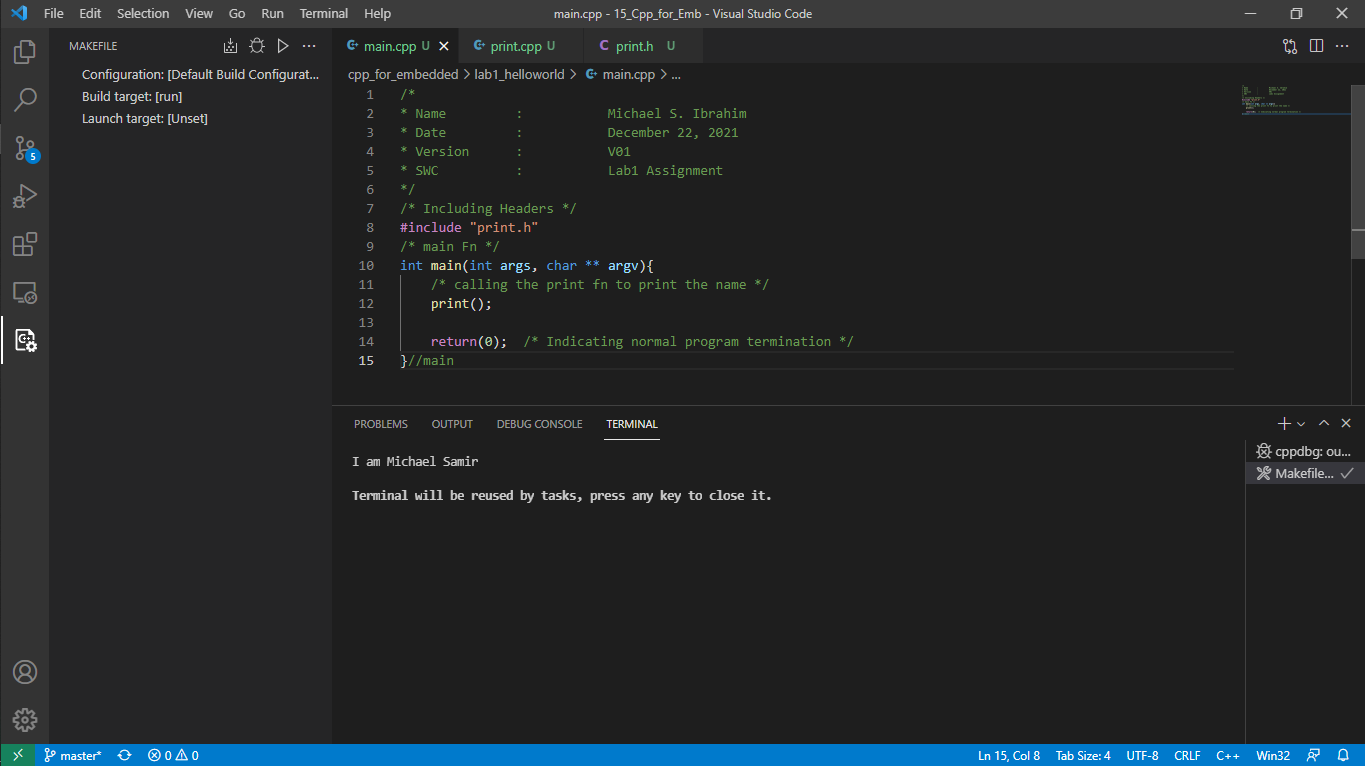 File Edit Selection View Go Run Terminal Help main.cpp - 15_Cpp_for_Emb - Visual Studio Code
MAKEFILE
Configuration: [Default Build Configurat...
Build target: [run]
Launch target: [Unset]
5
main.cpp U print.cpp U print.h U
cpp_for_embedded > lab1_helloworld > main.cpp > ...
1 /*
2 * Name : Michael S. Ibrahim
3 * Date : December 22, 2021
4 * Version : V01
5 * SWC : Lab1 Assignment
6 */
7 /* Including Headers */
8 #include "print.h"
9 /* main Fn */
10 int main(int args, char ** argv){
11 /* calling the print fn to print the name */
12 print();
13
14 return(0); /* Indicating normal program termination */
15 }//main
PROBLEMS OUTPUT DEBUG CONSOLE TERMINAL
I am Michael Samir
Terminal will be reused by tasks, press any key to close it.
cppdbg: ou...
Makefile...
master* 0 0 Ln 15, Col 8 Tab Size: 4 UTF-8 CRLF C++ Win32